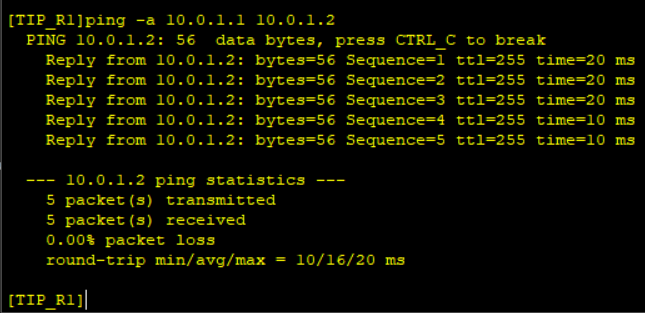 [TIP_R1]ping -a 10.0.1.1 10.0.1.2
PING 10.0.1.2: 56  data bytes, press CTRL_C to break
Reply from 10.0.1.2: bytes=56 Sequence=1 ttl=255 time=20 ms
Reply from 10.0.1.2: bytes=56 Sequence=2 ttl=255 time=20 ms
Reply from 10.0.1.2: bytes=56 Sequence=3 ttl=255 time=20 ms
Reply from 10.0.1.2: bytes=56 Sequence=4 ttl=255 time=10 ms
Reply from 10.0.1.2: bytes=56 Sequence=5 ttl=255 time=10 ms
--- 10.0.1.2 ping statistics ---
5 packet(s) transmitted
5 packet(s) received
0.00% packet loss
round-trip min/avg/max = 10/16/20 ms
[TIP_R1]